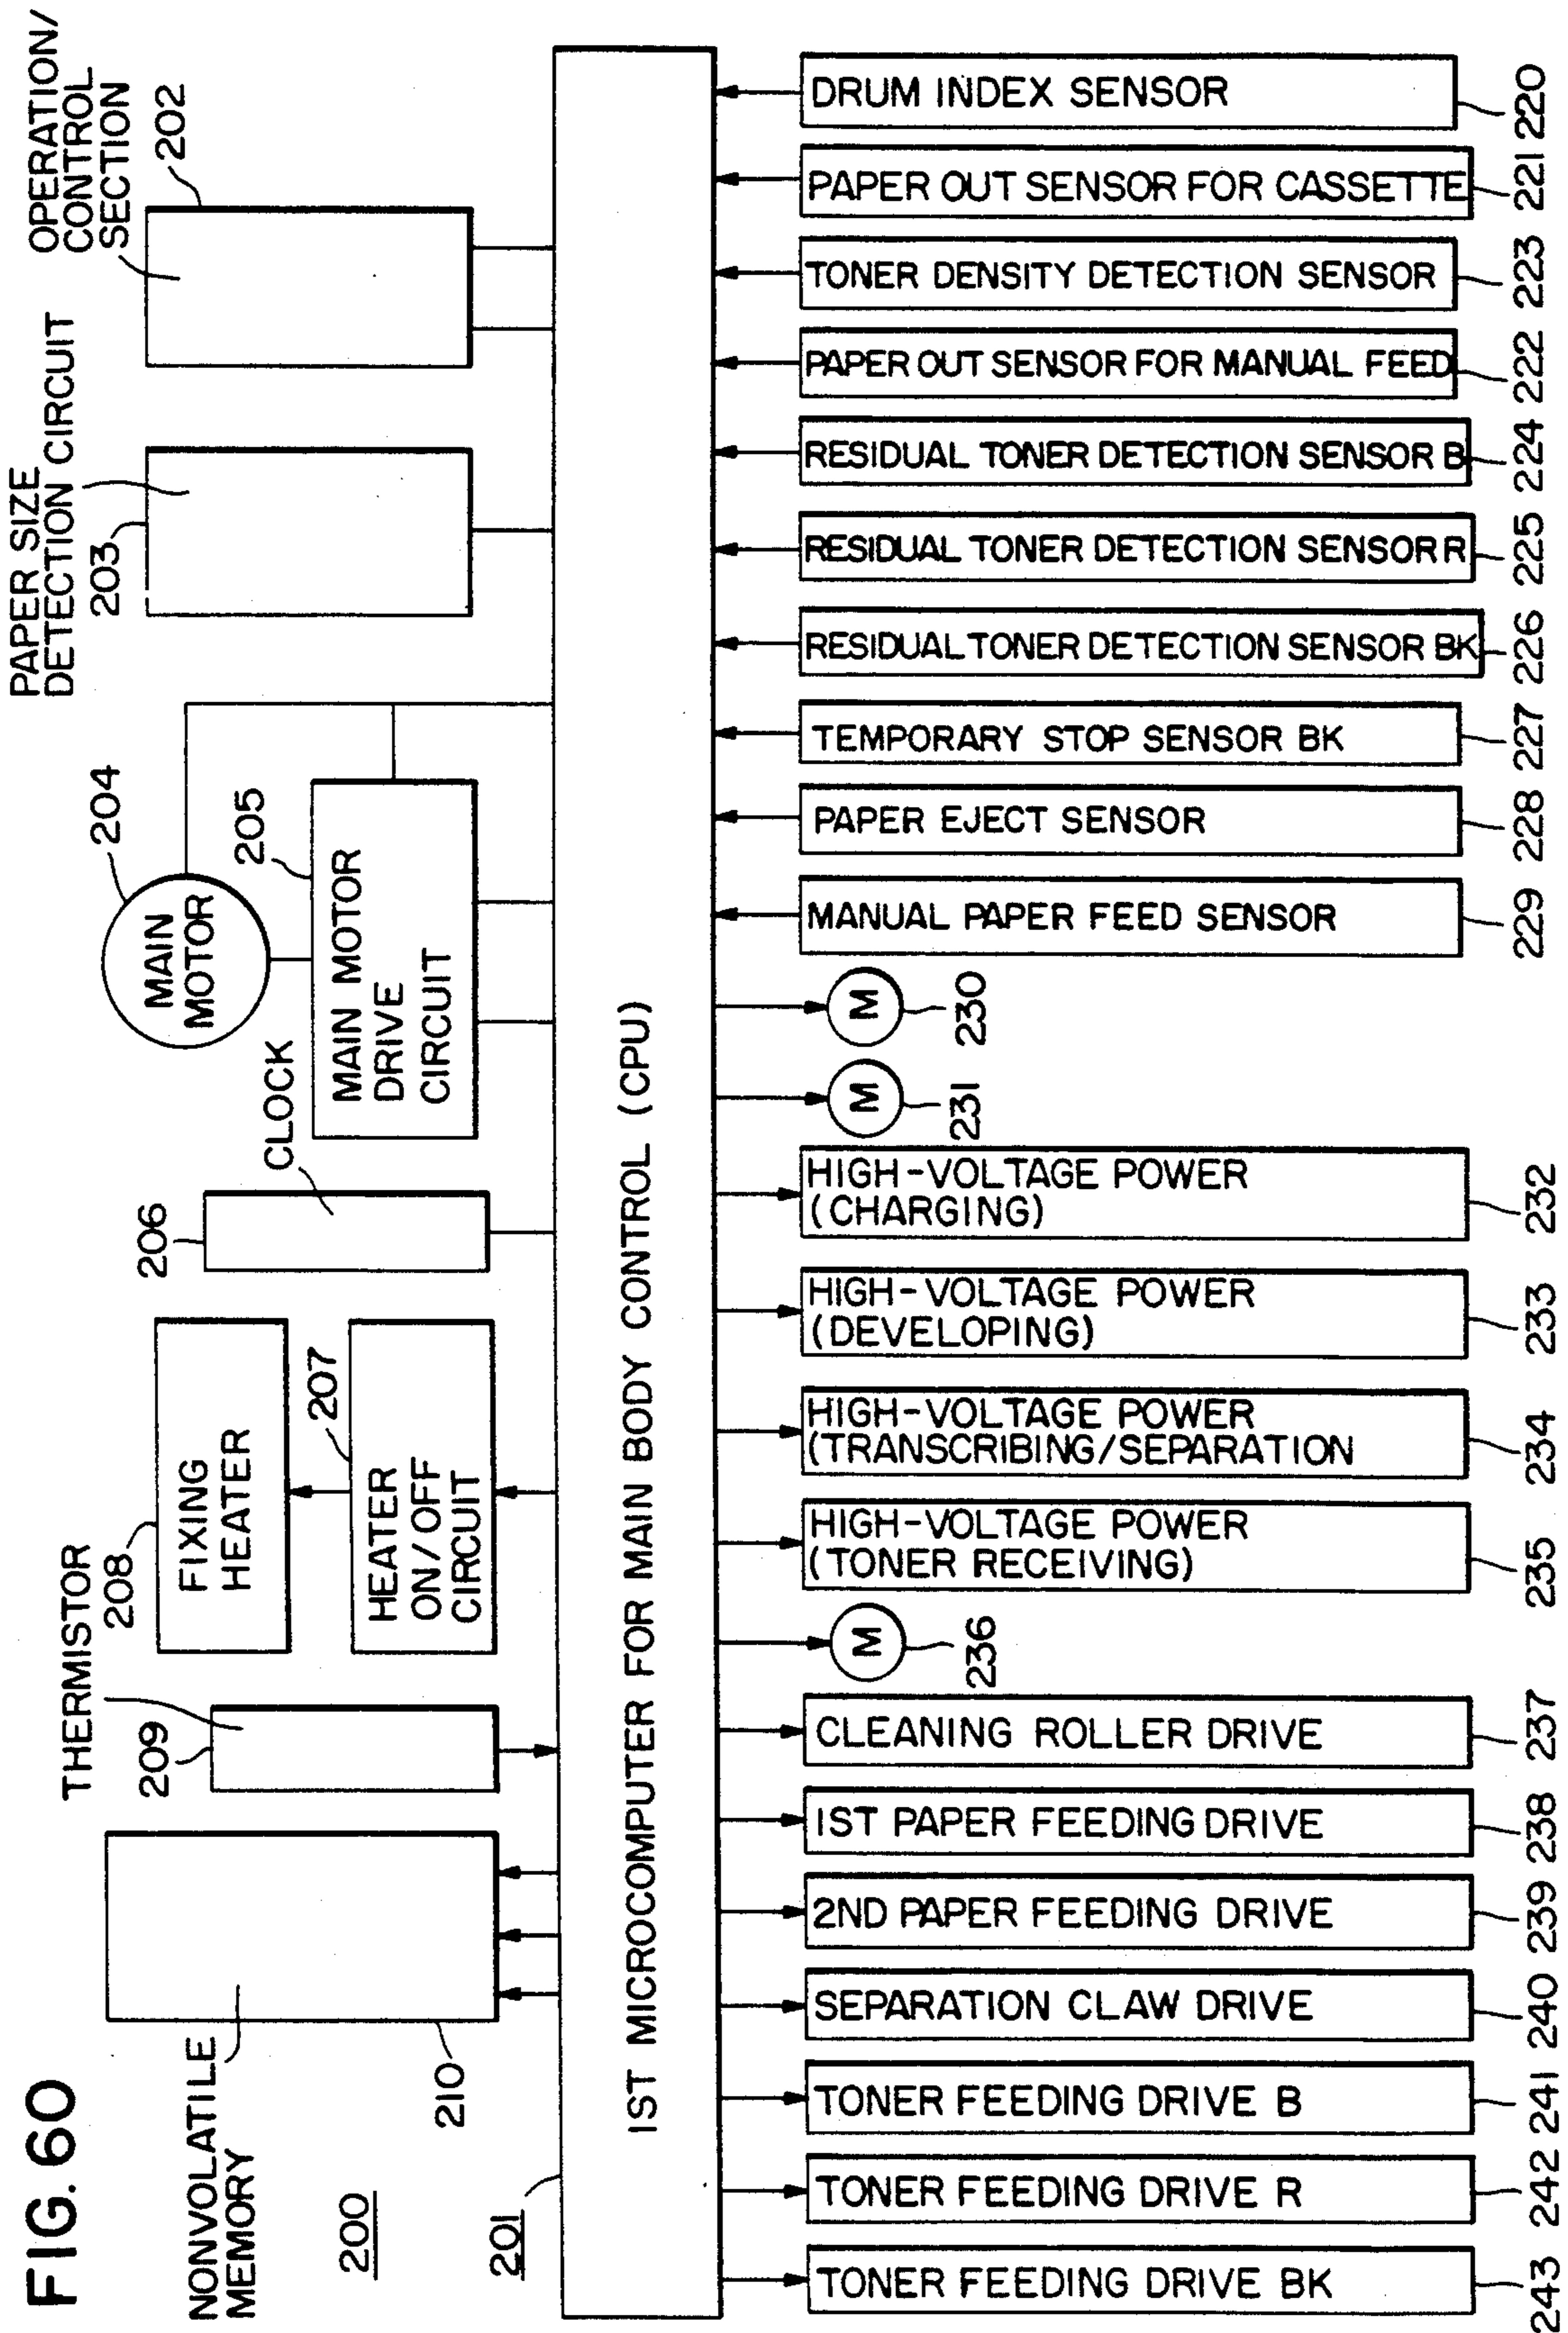 FIG. 60
OPERATION/
CONTROL
SECTION
202
PAPER SIZE
DETECTION CIRCUIT
203
204
MAIN
MOTOR
205
MAIN MOTOR
DRIVE
CIRCUIT
CLOCK
206
207
HEATER
ON/OFF
CIRCUIT
208
FIXING
HEATER
THERMISTOR
209
NONVOLATILE
MEMORY
210
200
201
1ST MICROCOMPUTER FOR MAIN BODY CONTROL (CPU)
DRUM INDEX SENSOR
220
PAPER OUT SENSOR FOR CASSETTE
221
TONER DENSITY DETECTION SENSOR
223
PAPER OUT SENSOR FOR MANUAL FEED
222
RESIDUAL TONER DETECTION SENSOR B
224
RESIDUAL TONER DETECTION SENSOR R
225
RESIDUAL TONER DETECTION SENSOR BK
226
TEMPORARY STOP SENSOR BK
227
PAPER EJECT SENSOR
228
MANUAL PAPER FEED SENSOR
229
M
230
M
231
HIGH-VOLTAGE POWER
(CHARGING)
232
HIGH-VOLTAGE POWER
(DEVELOPING)
233
HIGH-VOLTAGE POWER
(TRANSCRIBING/SEPARATION
234
HIGH-VOLTAGE POWER
(TONER RECEIVING)
235
M
236
CLEANING ROLLER DRIVE
237
1ST PAPER FEEDING DRIVE
238
2ND PAPER FEEDING DRIVE
239
SEPARATION CLAW DRIVE
240
TONER FEEDING DRIVE B
241
TONER FEEDING DRIVE R
242
TONER FEEDING DRIVE BK
243